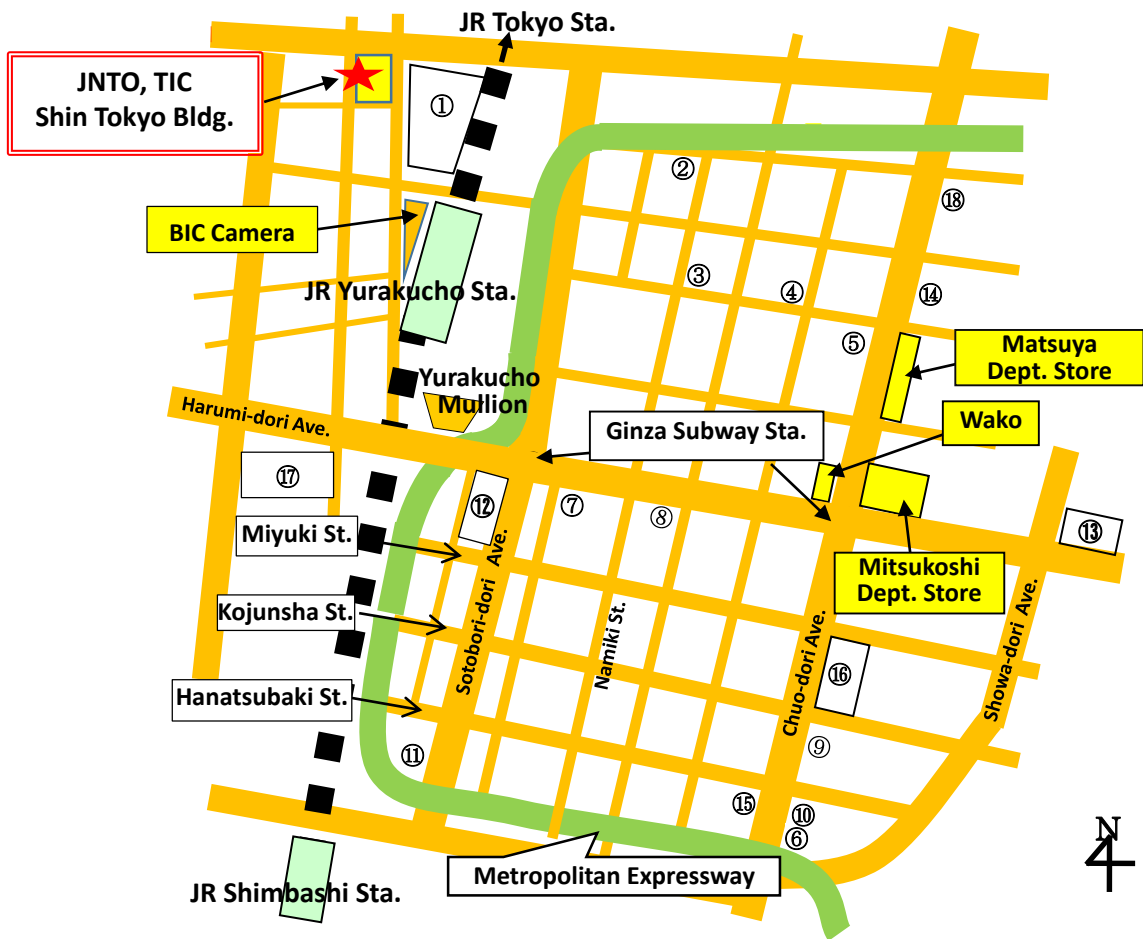 JR Tokyo Sta.
JNTO, TIC
Shin Tokyo Bldg.
①
②
⑱
BIC Camera
③
④
⑭
JR Yurakucho Sta.
⑤
Matsuya
Dept. Store
Yurakucho
Mullion
Harumi-dori Ave.
Ginza Subway Sta.
Wako
⑰
⑫
⑦
⑧
⑬
Miyuki St.
Mitsukoshi
Dept. Store
Kojunsha St.
Sotobori-dori Ave.
Namiki St.
Chuo-dori Ave.
Showa-dori Ave.
⑯
Hanatsubaki St.
⑪
⑨
⑮
⑩
⑥
N
Metropolitan Expressway
JR Shimbashi Sta.